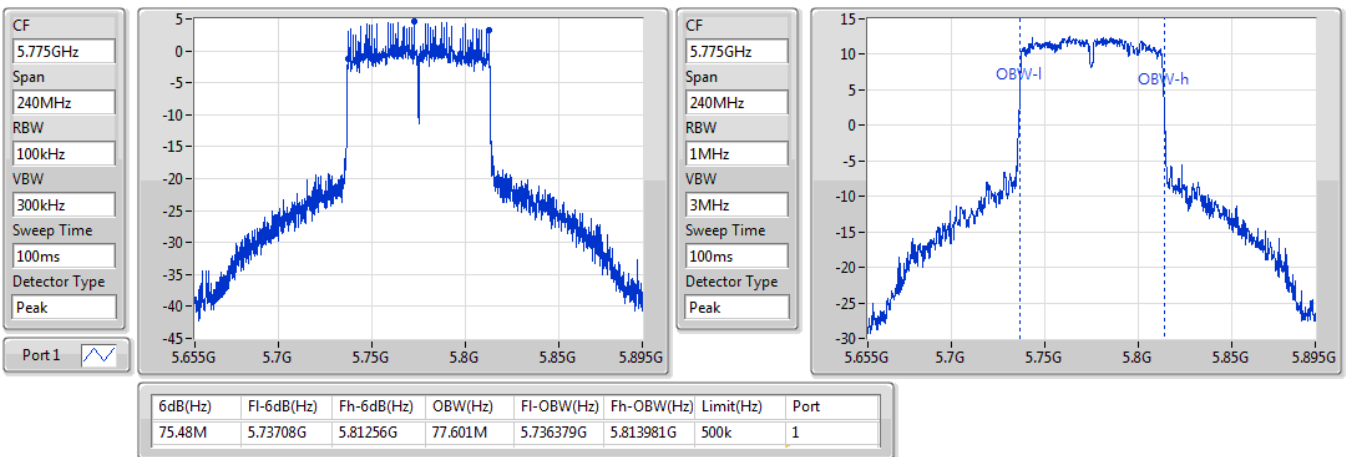 CF
5.775GHz
Span
240MHz
RBW
100kHz
VBW
300kHz
Sweep Time
100ms
Detector Type
Peak
Port 1
5
0
-5
-10
-15
-20
-25
-30
-35
-40
-45
5.655G 5.7G 5.75G 5.8G 5.85G 5.895G
CF
5.775GHz
Span
240MHz
RBW
1MHz
VBW
3MHz
Sweep Time
100ms
Detector Type
Peak
15
10
5
0
-5
-10
-15
-20
-25
-30
OBW-l OBW-h
5.655G 5.7G 5.75G 5.8G 5.85G 5.895G
6dB(Hz) Fl-6dB(Hz) Fh-6dB(Hz) OBW(Hz) Fl-OBW(Hz) Fh-OBW(Hz) Limit(Hz) Port
75.48M 5.73708G 5.81256G 77.601M 5.736379G 5.813981G 500k 1